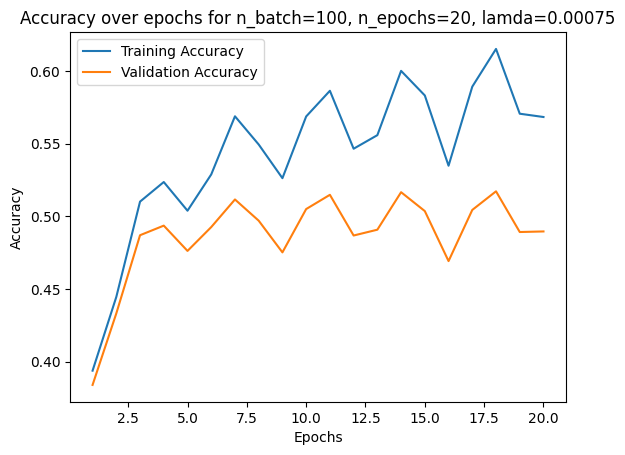 Accuracy over epochs for n_batch=100, n_epochs=20, lamda=0.00075
Training Accuracy
Validation Accuracy
0.60
0.55
0.50
0.45
0.40
Accuracy
2.5 5.0 7.5 10.0 12.5 15.0 17.5 20.0
Epochs